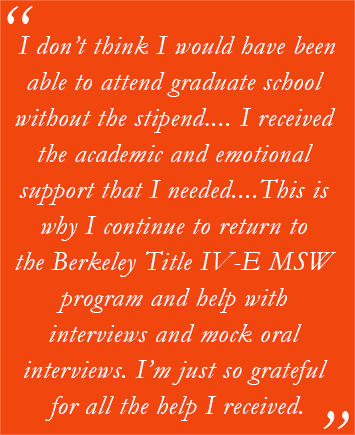 “
I don’t think I would have been
able to attend graduate school
without the stipend.... I received
the academic and emotional
support that I needed....This is
why I continue to return to
the Berkeley Title IV-E MSW
program and help with
interviews and mock oral
interviews. I’m just so grateful
for all the help I received.
”